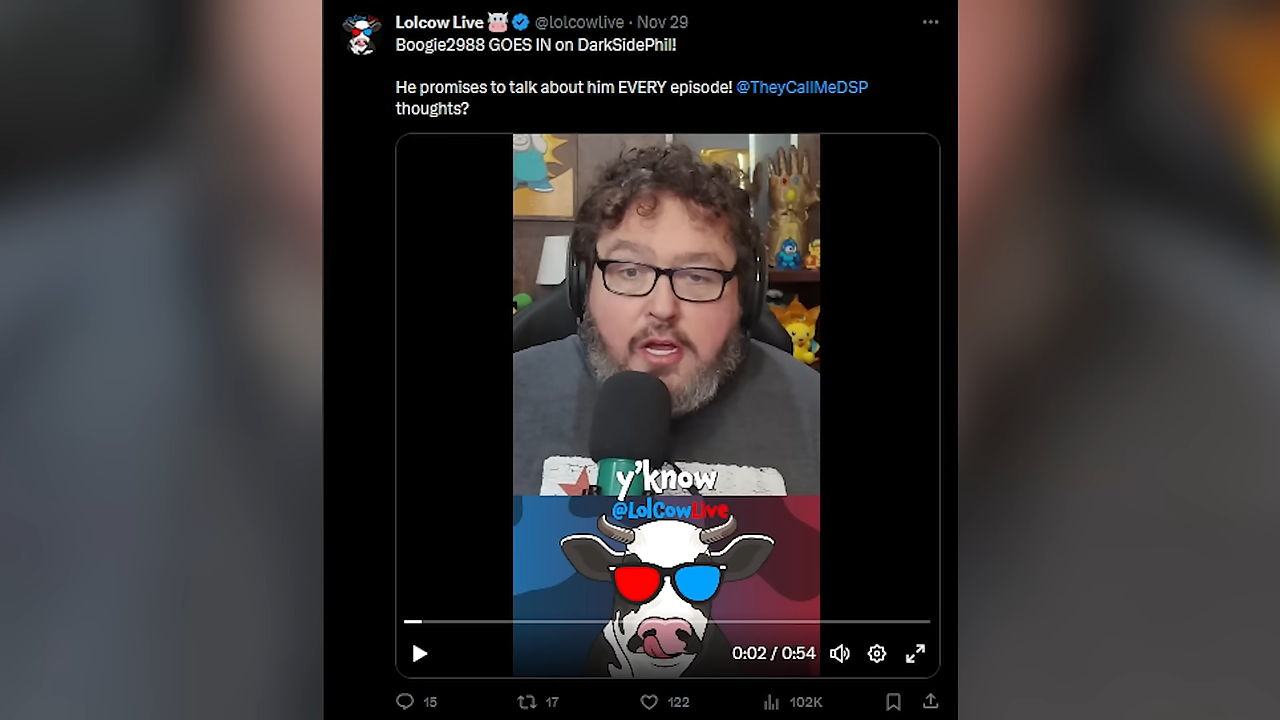 Lolcow Live @lolcowlive · Nov 29
Boogie2988 GOES IN on DarkSidePhil!
He promises to talk about him EVERY episode! @TheyCallMeDSP
thoughts?
y'know
@LolCowLive
0:02 / 0:54
15 17 122 102K